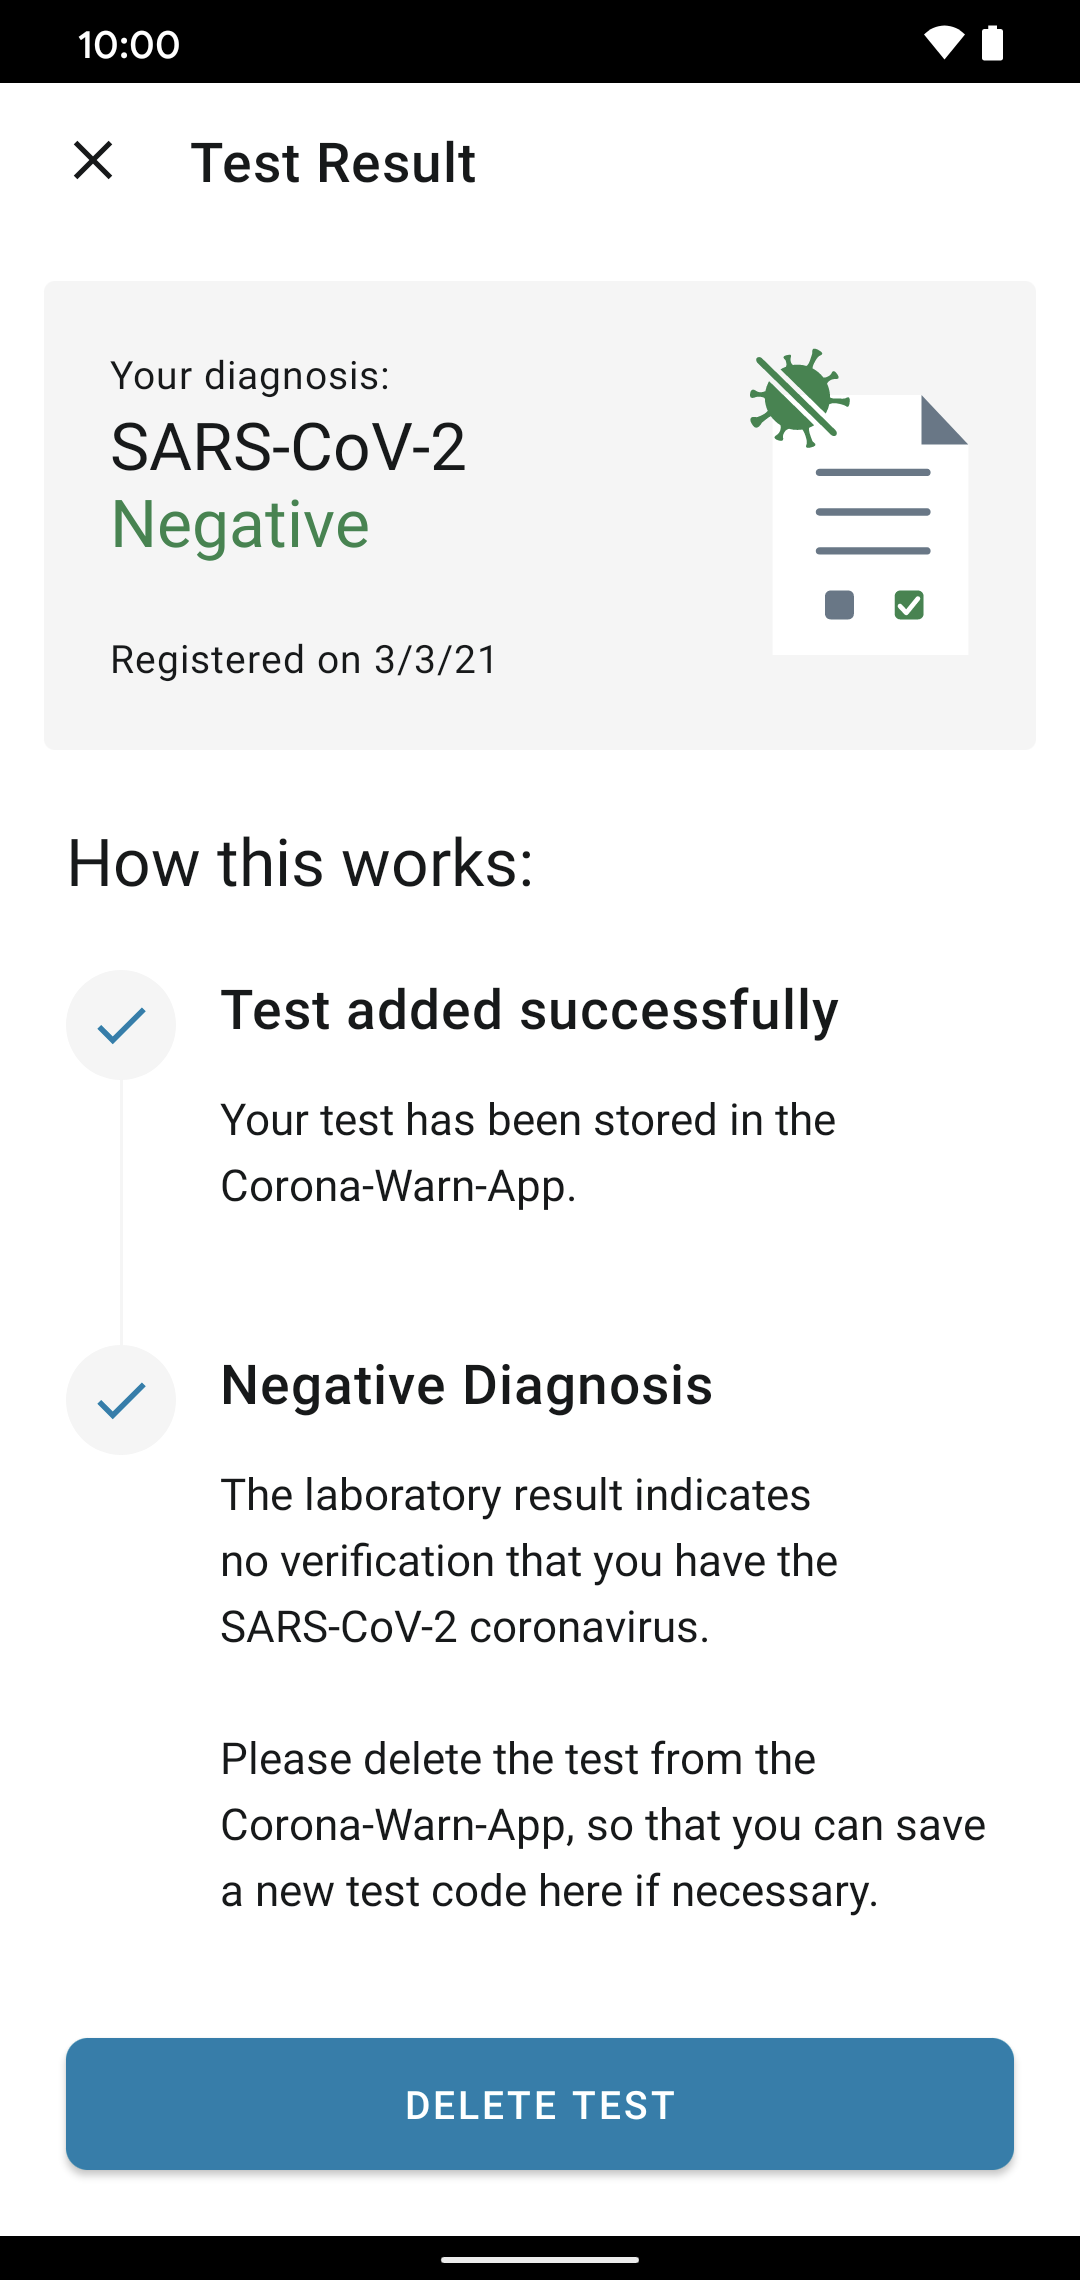 10:00
Test Result
Your diagnosis:
SARS-CoV-2
Negative
Registered on 3/3/21
How this works:
Test added successfully
Your test has been stored in the
Corona-Warn-App.
Negative Diagnosis
The laboratory result indicates
no verification that you have the
SARS-CoV-2 coronavirus.
Please delete the test from the
Corona-Warn-App, so that you can save
a new test code here if necessary.
DELETE TEST